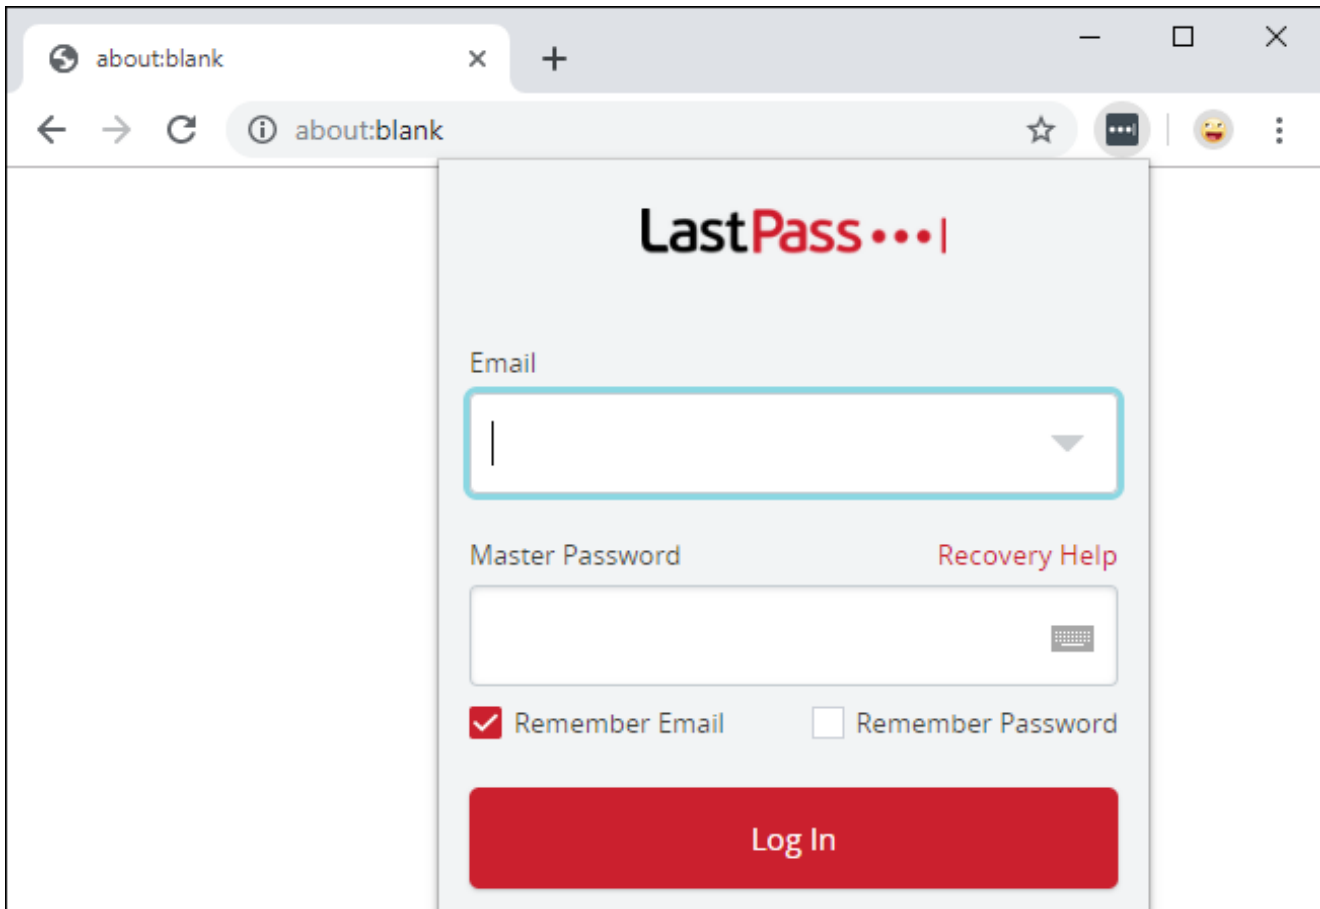 about:blank
about:blank
LastPass
Email
Master Password Recovery Help
Remember Email Remember Password
Log In